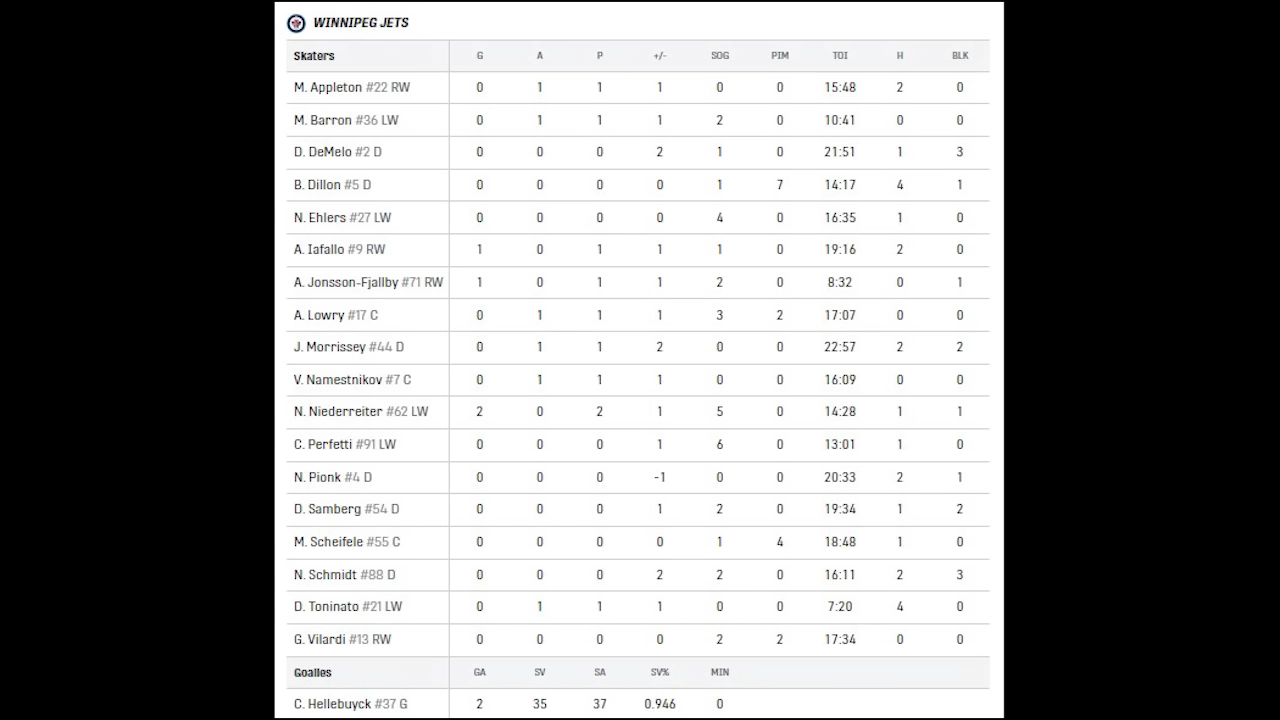 WINNIPEG JETS
Skaters G A P +/- SOG PIM TOI H BLK
M. Appleton #22 RW 0 1 1 1 0 0 15:48 2 0
M. Barron #36 LW 0 1 1 1 2 0 10:41 0 0
D. DeMelo #2 D 0 0 0 2 1 0 21:51 1 3
B. Dillon #5 D 0 0 0 0 1 7 14:17 4 1
N. Ehlers #27 LW 0 0 0 0 4 0 16:35 1 0
A. Iafallo #9 RW 1 0 1 1 1 0 19:16 2 0
A. Jonsson-Fjallby #71 RW 1 0 1 1 2 0 8:32 0 1
A. Lowry #17 C 0 1 1 1 3 2 17:07 0 0
J. Morrissey #44 D 0 1 1 2 0 0 22:57 2 2
V. Namestnikov #7 C 0 1 1 1 0 0 16:09 0 0
N. Niederreiter #62 LW 2 0 2 1 5 0 14:28 1 1
C. Perfetti #91 LW 0 0 0 1 6 0 13:01 1 0
N. Pionk #4 D 0 0 0 -1 0 0 20:33 2 1
D. Samberg #54 D 0 0 0 1 2 0 19:34 1 2
M. Scheifele #55 C 0 0 0 0 1 4 18:48 1 0
N. Schmidt #88 D 0 0 0 2 2 0 16:11 2 3
D. Toninato #21 LW 0 1 1 1 0 0 7:20 4 0
G. Vilardi #13 RW 0 0 0 0 2 2 17:34 0 0
Goalies GA SV SA SV% MIN
C. Hellebuyck #37 G 2 35 37 0.946 0